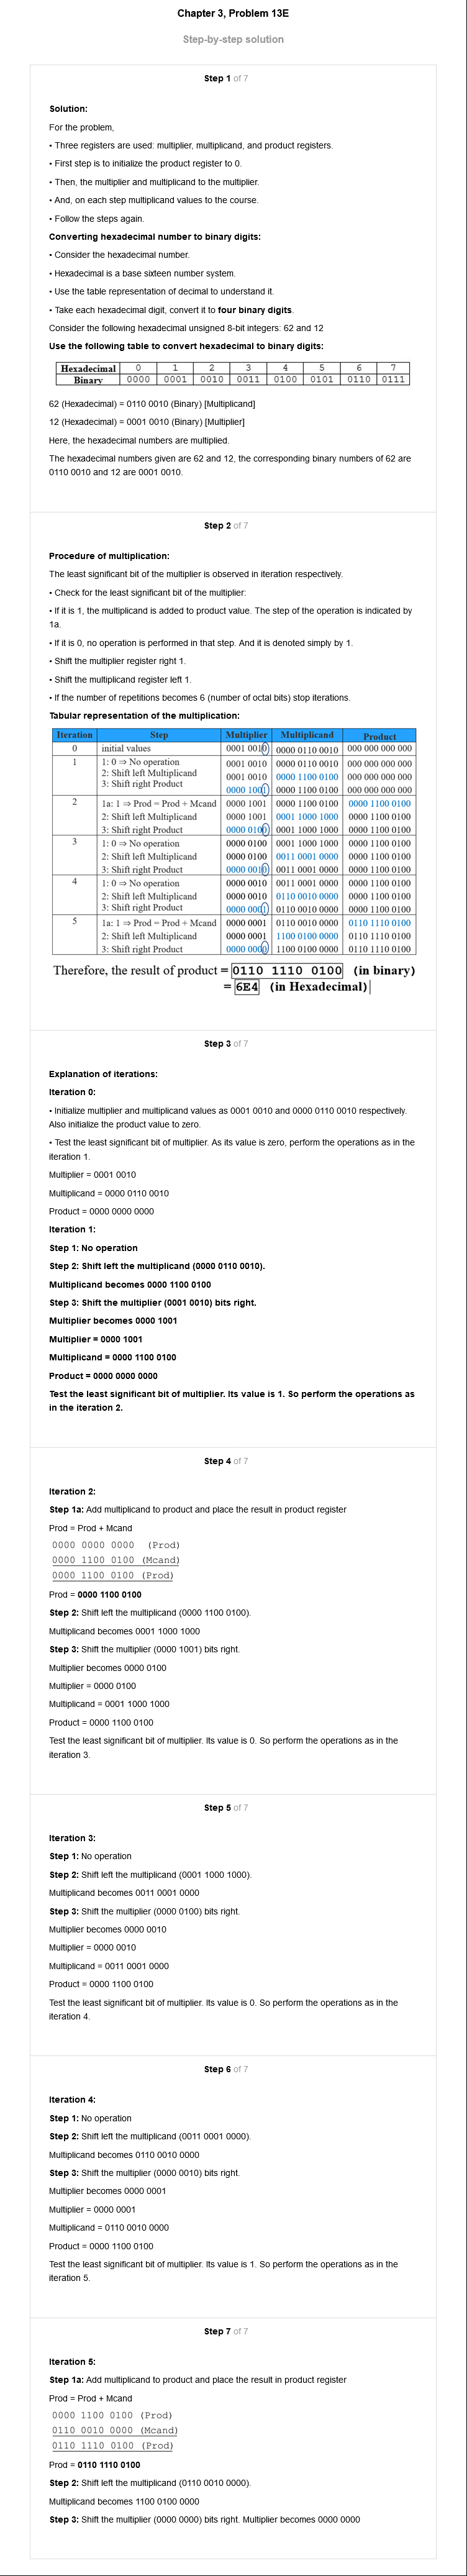 Chapter 3, Problem 13E
Step-by-step solution
Step 1 of 7
Solution:
For the problem,
• Three registers are used: multiplier, multiplicand, and product registers.
• First step is to initialize the product register to 0.
• Then, the multiplier and multiplicand to the multiplier.
• And, on each step multiplicand values to the course.
• Follow the steps again.
Converting hexadecimal number to binary digits:
• Consider the hexadecimal number.
• Hexadecimal is a base sixteen number system.
• Use the table representation of decimal to understand it.
• Take each hexadecimal digit, convert it to four binary digits.
Consider the following hexadecimal unsigned 8-bit integers: 62 and 12
Use the following table to convert hexadecimal to binary digits:
Hexadecimal 0 1 2 3 4 5 6 7
Binary 0000 0001 0010 0011 0100 0101 0110 0111
62 (Hexadecimal) = 0110 0010 (Binary) [Multiplicand]
12 (Hexadecimal) = 0001 0010 (Binary) [Multiplier]
Here, the hexadecimal numbers are multiplied.
The hexadecimal numbers given are 62 and 12, the corresponding binary numbers of 62 are
0110 0010 and 12 are 0001 0010.
Step 2 of 7
Procedure of multiplication:
The least significant bit of the multiplier is observed in iteration respectively.
• Check for the least significant bit of the multiplier:
• If it is 1, the multiplicand is added to product value. The step of the operation is indicated by
1a.
• If it is 0, no operation is performed in that step. And it is denoted simply by 1.
• Shift the multiplier register right 1.
• Shift the multiplicand register left 1.
• If the number of repetitions becomes 6 (number of octal bits) stop iterations.
Tabular representation of the multiplication:
Iteration Step Multiplier Multiplicand Product
0 initial values 0001 0010 0000 0110 0010 000 000 000 000
1 1: 0 ⇒ No operation 0001 0010 0000 0110 0010 000 000 000 000
2: Shift left Multiplicand 0001 0010 0000 1100 0100 000 000 000 000
3: Shift right Product 0000 1001 0000 1100 0100 000 000 000 000
2 1a: 1 ⇒ Prod = Prod + Mcand 0000 1001 0000 1100 0100 0000 1100 0100
2: Shift left Multiplicand 0000 1001 0001 1000 1000 0000 1100 0100
3: Shift right Product 0000 0100 0001 1000 1000 0000 1100 0100
3 1: 0 ⇒ No operation 0000 0100 0001 1000 1000 0000 1100 0100
2: Shift left Multiplicand 0000 0100 0011 0001 0000 0000 1100 0100
3: Shift right Product 0000 0010 0011 0001 0000 0000 1100 0100
4 1: 0 ⇒ No operation 0000 0010 0011 0001 0000 0000 1100 0100
2: Shift left Multiplicand 0000 0010 0110 0010 0000 0000 1100 0100
3: Shift right Product 0000 0001 0110 0010 0000 0000 1100 0100
5 1a: 1 ⇒ Prod = Prod + Mcand 0000 0001 0110 0010 0000 0110 1110 0100
2: Shift left Multiplicand 0000 0001 1100 0100 0000 0110 1110 0100
3: Shift right Product 0000 0000 1100 0100 0000 0110 1110 0100
Therefore, the result of product = 0110 1110 0100 (in binary)
= 6E4 (in Hexadecimal)
Step 3 of 7
Explanation of iterations:
Iteration 0:
• Initialize multiplier and multiplicand values as 0001 0010 and 0000 0110 0010 respectively.
Also initialize the product value to zero.
• Test the least significant bit of multiplier. As its value is zero, perform the operations as in the
iteration 1.
Multiplier = 0001 0010
Multiplicand = 0000 0110 0010
Product = 0000 0000 0000
Iteration 1:
Step 1: No operation
Step 2: Shift left the multiplicand (0000 0110 0010).
Multiplicand becomes 0000 1100 0100
Step 3: Shift the multiplier (0001 0010) bits right.
Multiplier becomes 0000 1001
Multiplier = 0000 1001
Multiplicand = 0000 1100 0100
Product = 0000 0000 0000
Test the least significant bit of multiplier. Its value is 1. So perform the operations as
in the iteration 2.
Step 4 of 7
Iteration 2:
Step 1a: Add multiplicand to product and place the result in product register
Prod = Prod + Mcand
0000 0000 0000 (Prod)
0000 1100 0100 (Mcand)
0000 1100 0100 (Prod)
Prod = 0000 1100 0100
Step 2: Shift left the multiplicand (0000 1100 0100).
Multiplicand becomes 0001 1000 1000
Step 3: Shift the multiplier (0000 1001) bits right.
Multiplier becomes 0000 0100
Multiplier = 0000 0100
Multiplicand = 0001 1000 1000
Product = 0000 1100 0100
Test the least significant bit of multiplier. Its value is 0. So perform the operations as in the
iteration 3.
Step 5 of 7
Iteration 3:
Step 1: No operation
Step 2: Shift left the multiplicand (0001 1000 1000).
Multiplicand becomes 0011 0001 0000
Step 3: Shift the multiplier (0000 0100) bits right.
Multiplier becomes 0000 0010
Multiplier = 0000 0010
Multiplicand = 0011 0001 0000
Product = 0000 1100 0100
Test the least significant bit of multiplier. Its value is 0. So perform the operations as in the
iteration 4.
Step 6 of 7
Iteration 4:
Step 1: No operation
Step 2: Shift left the multiplicand (0011 0001 0000).
Multiplicand becomes 0110 0010 0000
Step 3: Shift the multiplier (0000 0010) bits right.
Multiplier becomes 0000 0001
Multiplier = 0000 0001
Multiplicand = 0110 0010 0000
Product = 0000 1100 0100
Test the least significant bit of multiplier. Its value is 1. So perform the operations as in the
iteration 5.
Step 7 of 7
Iteration 5:
Step 1a: Add multiplicand to product and place the result in product register
Prod = Prod + Mcand
0000 1100 0100 (Prod)
0110 0010 0000 (Mcand)
0110 1110 0100 (Prod)
Prod = 0110 1110 0100
Step 2: Shift left the multiplicand (0110 0010 0000).
Multiplicand becomes 1100 0100 0000
Step 3: Shift the multiplier (0000 0000) bits right. Multiplier becomes 0000 0000